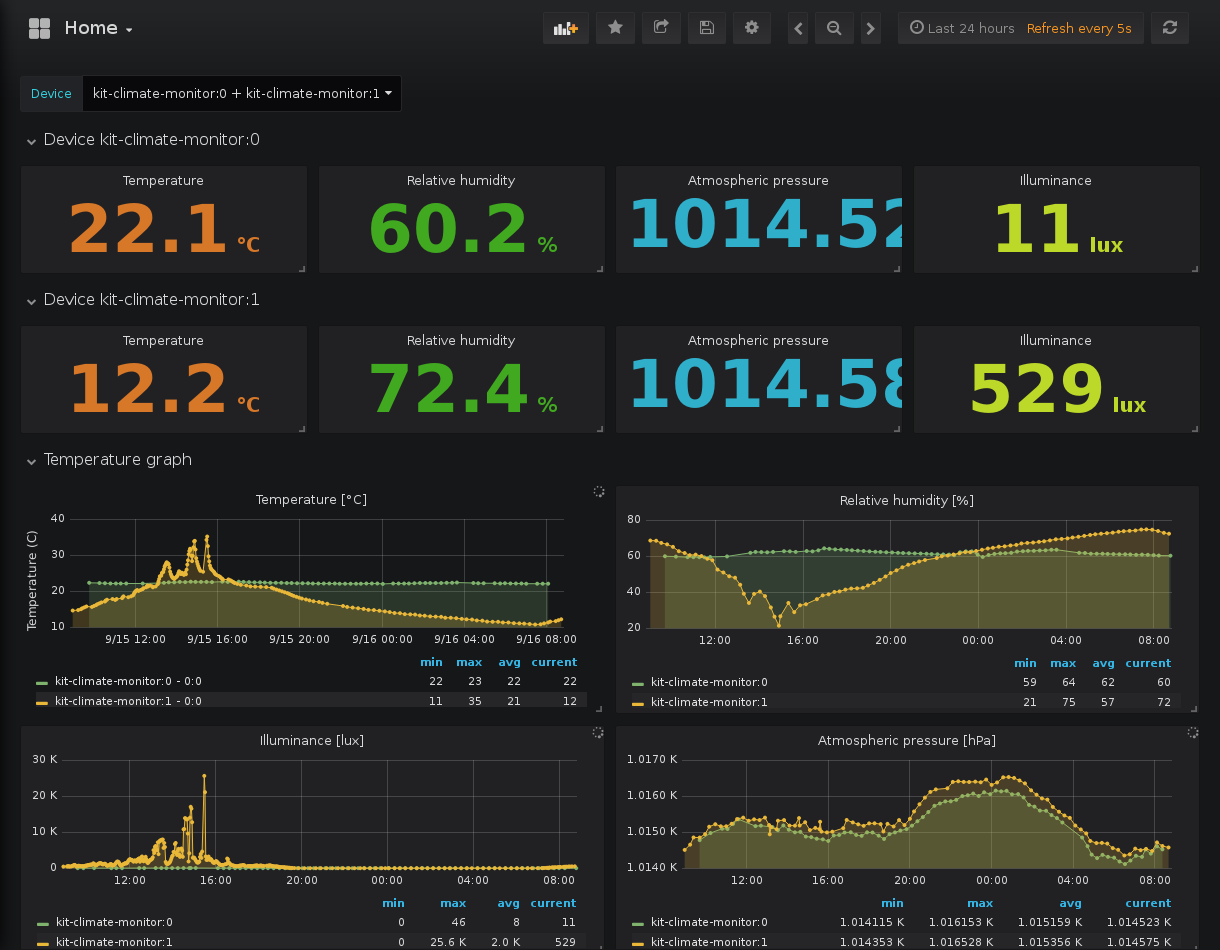 Home
Last 24 hours Refresh every 5s
Device kit-climate-monitor:0 + kit-climate-monitor:1
Device kit-climate-monitor:0
Temperature Relative humidity Atmospheric pressure Illuminance
22.1 °C 60.2 % 1014.52 11 lux
Device kit-climate-monitor:1
Temperature Relative humidity Atmospheric pressure Illuminance
12.2 °C 72.4 % 1014.58 529 lux
Temperature graph
Temperature [°C]
Temperature (C)
40
30
20
10
9/15 12:00 9/15 16:00 9/15 20:00 9/16 00:00 9/16 04:00 9/16 08:00
min max avg current
kit-climate-monitor:0 - 0:0 22 23 22 22
kit-climate-monitor:1 - 0:0 11 35 21 12
Relative humidity [%]
80
60
40
20
12:00 16:00 20:00 00:00 04:00 08:00
min max avg current
kit-climate-monitor:0 59 64 62 60
kit-climate-monitor:1 21 75 57 72
Illuminance [lux]
30 K
20 K
10 K
0
12:00 16:00 20:00 00:00 04:00 08:00
min max avg current
kit-climate-monitor:0 0 46 8 11
kit-climate-monitor:1 0 25.6 K 2.0 K 529
Atmospheric pressure [hPa]
1.0170 K
1.0160 K
1.0150 K
1.0140 K
12:00 16:00 20:00 00:00 04:00 08:00
min max avg current
kit-climate-monitor:0 1.014115 K 1.016153 K 1.015159 K 1.014523 K
kit-climate-monitor:1 1.014353 K 1.016528 K 1.015356 K 1.014575 K